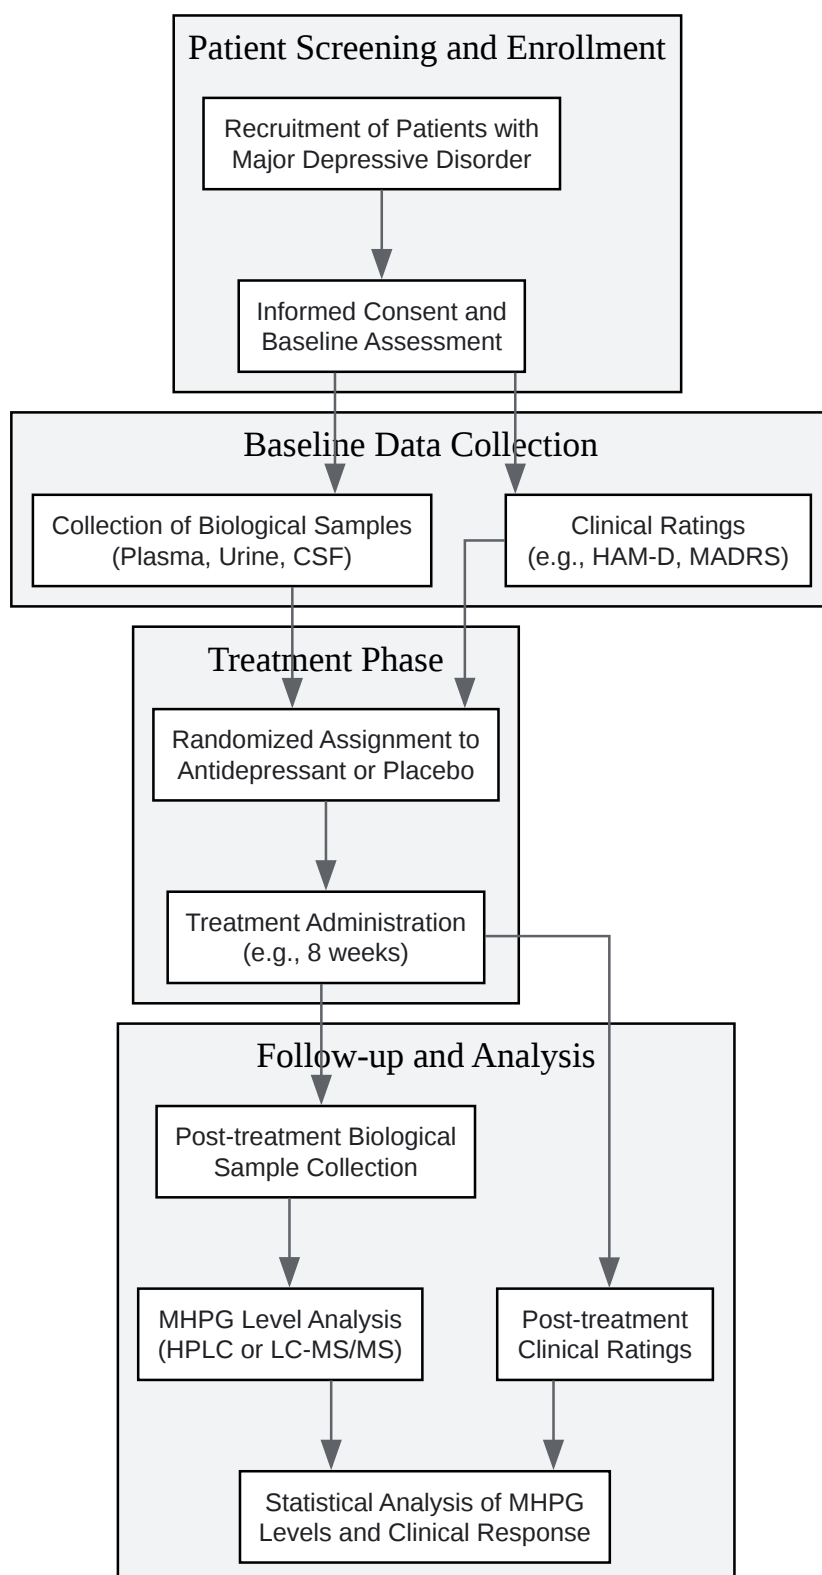 Patient Screening and Enrollment
Recruitment of Patients with
Major Depressive Disorder
Informed Consent and
Baseline Assessment
Baseline Data Collection
Collection of Biological Samples
(Plasma, Urine, CSF)
Clinical Ratings
(e.g., HAM-D, MADRS)
Treatment Phase
Randomized Assignment to
Antidepressant or Placebo
Treatment Administration
(e.g., 8 weeks)
Follow-up and Analysis
Post-treatment Biological
Sample Collection
MHPG Level Analysis
(HPLC or LC-MS/MS)
Post-treatment
Clinical Ratings
Statistical Analysis of MHPG
Levels and Clinical Response